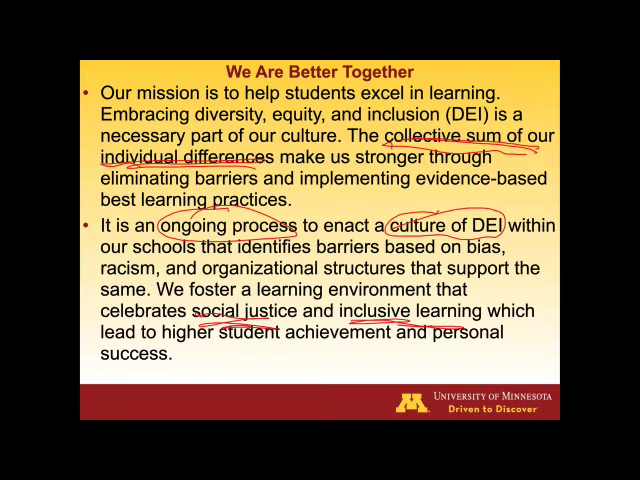 We Are Better Together
• Our mission is to help students excel in learning.
Embracing diversity, equity, and inclusion (DEI) is a
necessary part of our culture. The collective sum of our
individual differences make us stronger through
eliminating barriers and implementing evidence-based
best learning practices.
• It is an ongoing process to enact a culture of DEI within
our schools that identifies barriers based on bias,
racism, and organizational structures that support the
same. We foster a learning environment that
celebrates social justice and inclusive learning which
lead to higher student achievement and personal
success.
M UNIVERSITY OF MINNESOTA
Driven to Discover℠